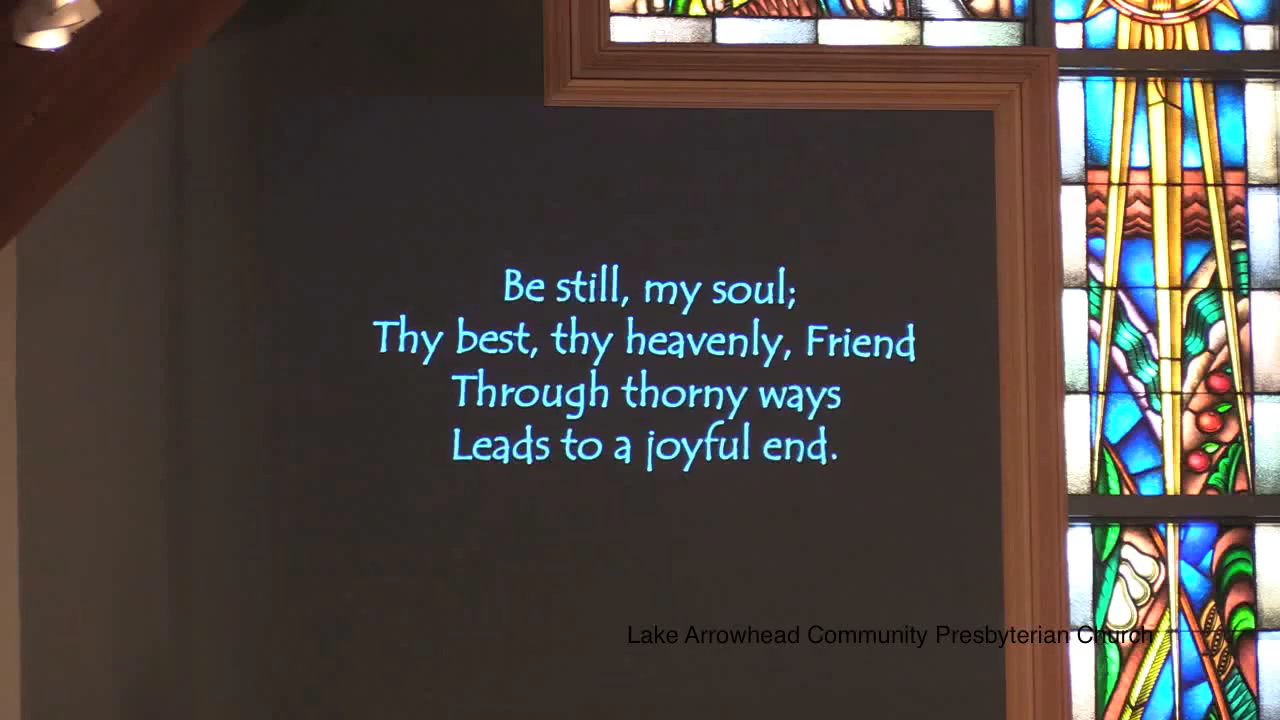 Be still, my soul;
Thy best, thy heavenly, Friend
Through thorny ways
Leads to a joyful end.
Lake Arrowhead Community Presbyterian Church